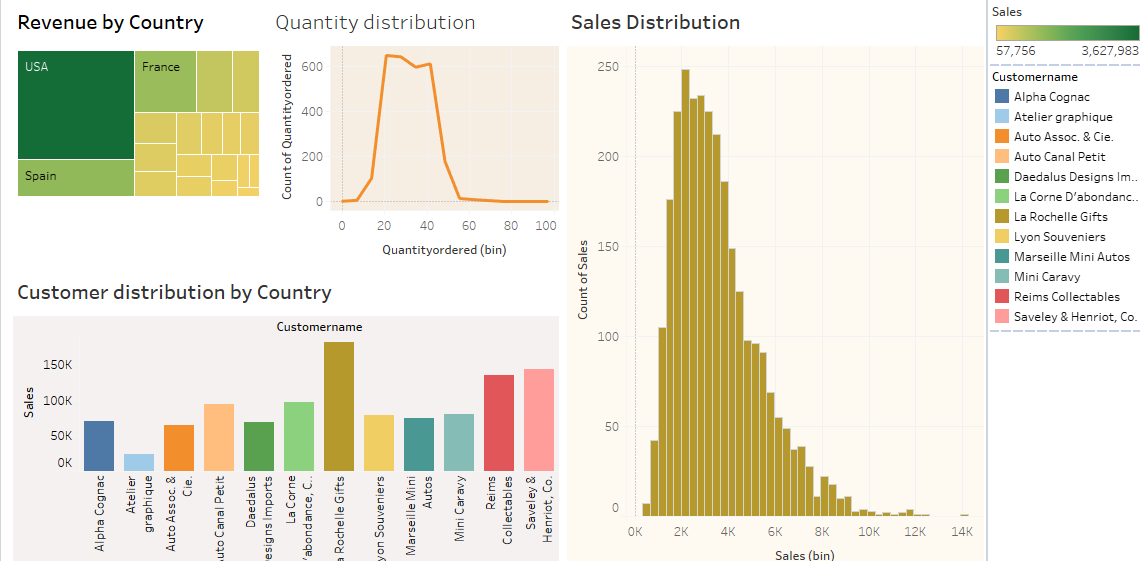 Revenue by Country
USA
France
Spain
Quantity distribution
Count of Quantityordered
600
400
200
0
0 20 40 60 80 100
Quantityordered (bin)
Sales Distribution
Count of Sales
250
200
150
100
50
0
0K 2K 4K 6K 8K 10K 12K 14K
Sales (bin)
Customer distribution by Country
Customername
Sales
150K
100K
50K
0K
Alpha Cognac
Atelier
graphique
Auto Assoc. &
Cie.
uto Canal Petit
Daedalus
esigns Imports
La Corne
'abondance, C..
a Rochelle Gifts
yon Souveniers
Marseille Mini
Autos
Mini Caravy
Reims
Collectables
Saveley &
Henriot, Co.
Sales
57,756 3,627,983
Customername
Alpha Cognac
Atelier graphique
Auto Assoc. & Cie.
Auto Canal Petit
Daedalus Designs Im..
La Corne D'abondanc..
La Rochelle Gifts
Lyon Souveniers
Marseille Mini Autos
Mini Caravy
Reims Collectables
Saveley & Henriot, Co.